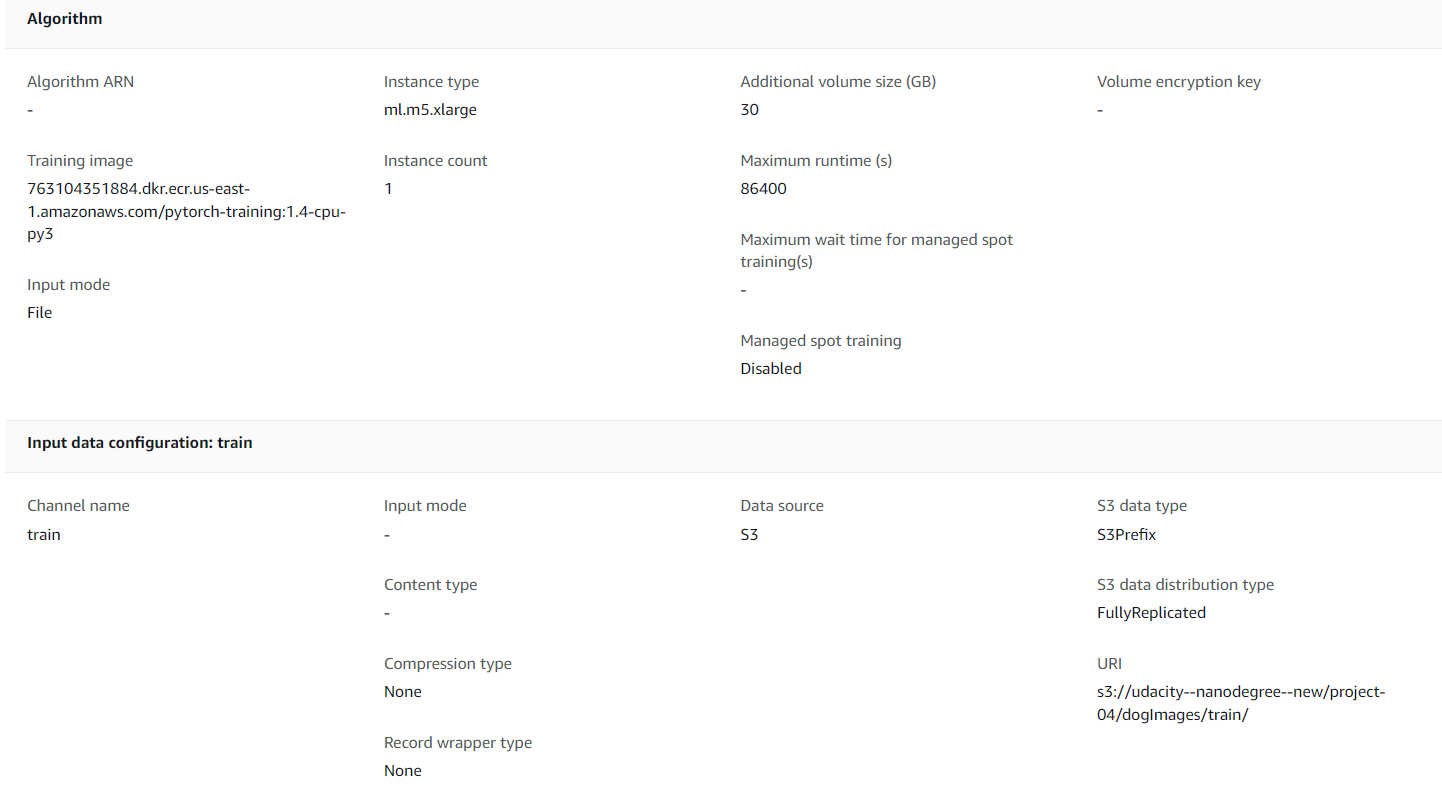 Algorithm
Algorithm ARN
-
Training image
763104351884.dkr.ecr.us-east-
1.amazonaws.com/pytorch-training:1.4-cpu-
py3
Input mode
File
Instance type
ml.m5.xlarge
Instance count
1
Additional volume size (GB)
30
Maximum runtime (s)
86400
Maximum wait time for managed spot
training(s)
-
Managed spot training
Disabled
Volume encryption key
-
Input data configuration: train
Channel name
train
Input mode
-
Content type
-
Compression type
None
Record wrapper type
None
Data source
S3
S3 data type
S3Prefix
S3 data distribution type
FullyReplicated
URI
s3://udacity--nanodegree--new/project-
04/dogImages/train/